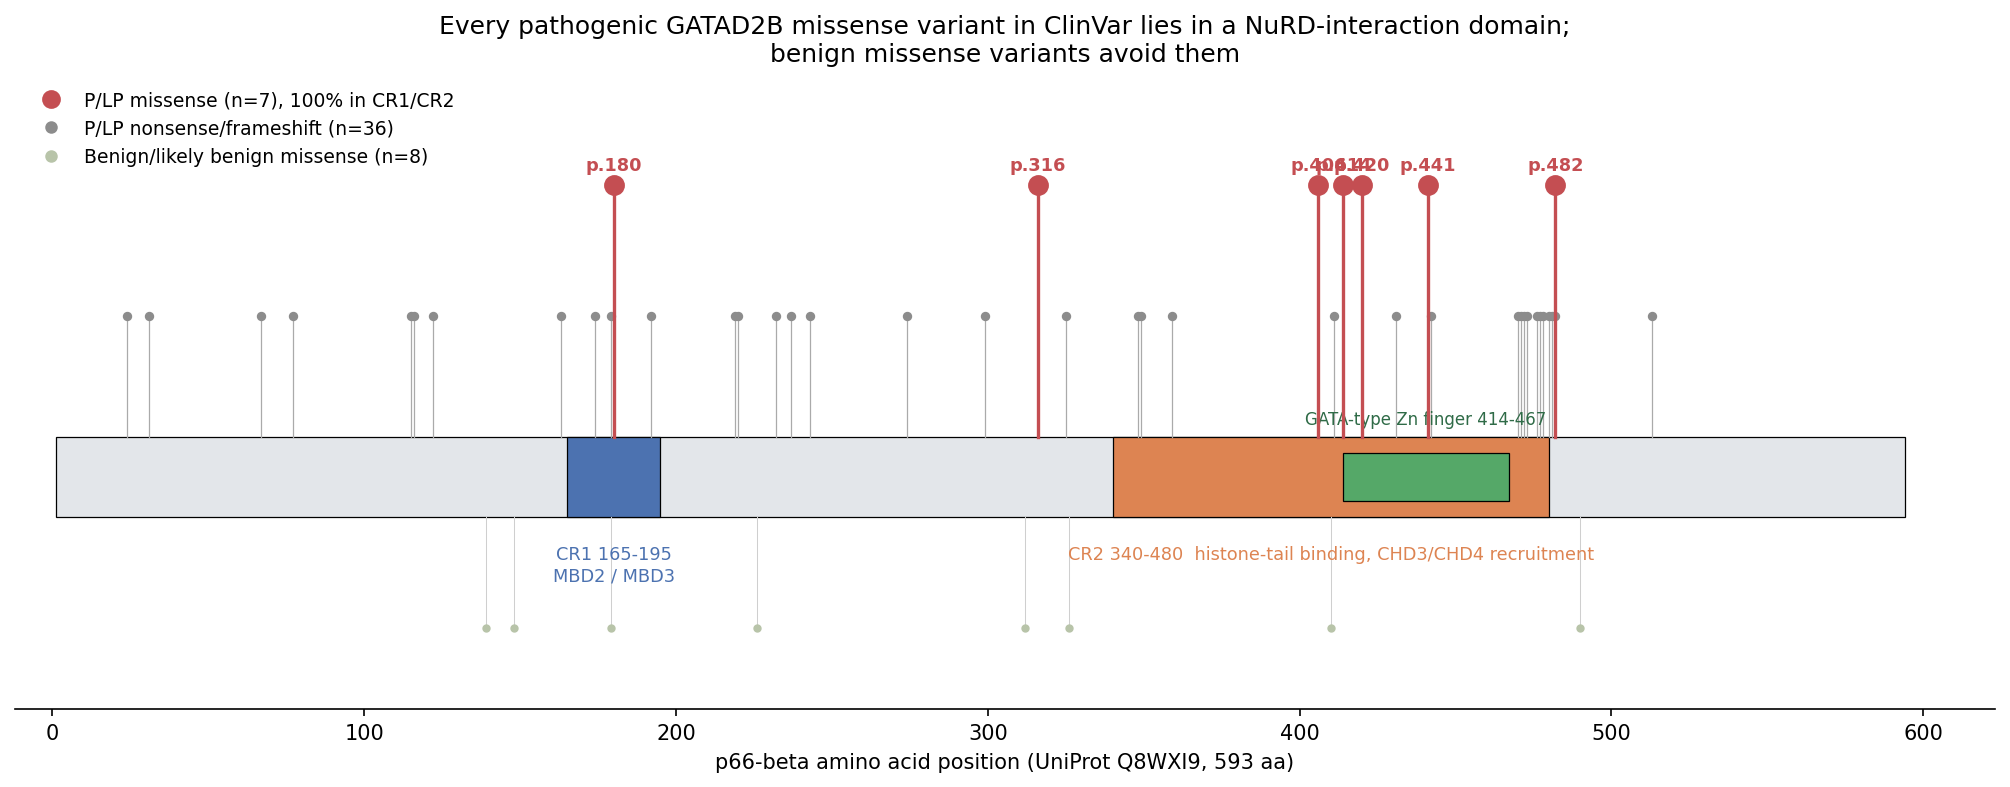 Every pathogenic GATAD2B missense variant in ClinVar lies in a NuRD-interaction domain;
benign missense variants avoid them
P/LP missense (n=7), 100% in CR1/CR2
P/LP nonsense/frameshift (n=36)
Benign/likely benign missense (n=8)
p.180
p.316
p.406
p.414
p.420
p.441
p.482
GATA-type Zn finger 414-467
CR1 165-195
MBD2 / MBD3
CR2 340-480  histone-tail binding, CHD3/CHD4 recruitment
0
100
200
300
400
500
600
p66-beta amino acid position (UniProt Q8WXI9, 593 aa)